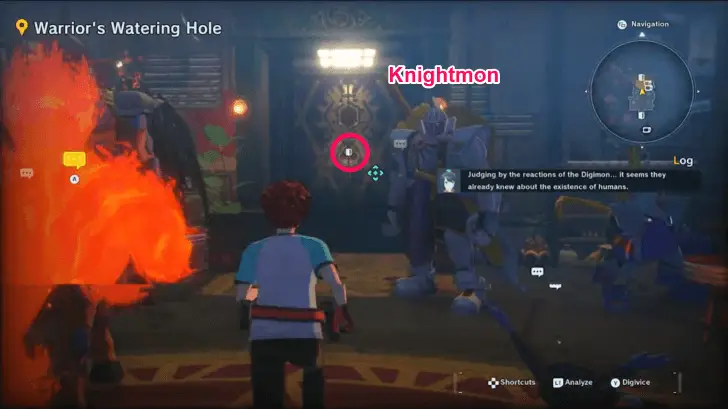 Warrior's Watering Hole
Navigation
Knightmon
Log
Judging by the reactions of the Digimon... It seems they
already knew about the existence of humans.
A
Shortcuts
LT Analyze
Y Digivice